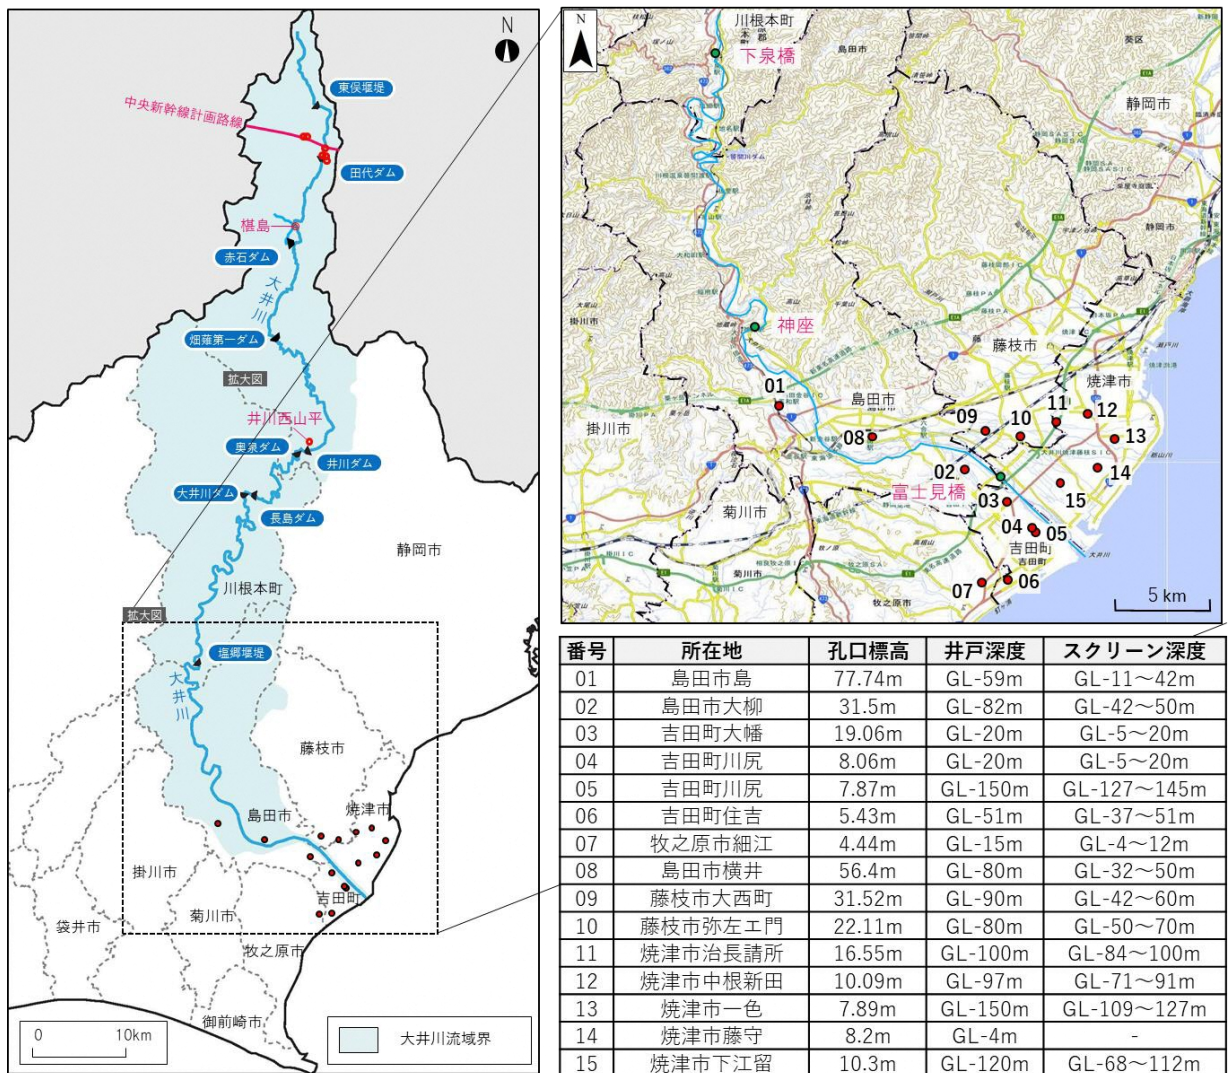 N
東俣堰堤
中央新幹線計画路線
田代ダム
椹島
赤石ダム
大井川
畑薙第一ダム
拡大図
井川西山平
奥泉ダム
井川ダム
大井川ダム
長島ダム
静岡市
川根本町
拡大図
塩郷堰堤
大井川
藤枝市
島田市
焼津市
掛川市
菊川市
吉田町
袋井市
牧之原市
御前崎市
0 10km
大井川流域界
N
川根本町
下泉橋
島田市
葵区
静岡市
神座
掛川市
藤枝市
焼津市
島田市
01
08
09
10
11
12
13
14
15
02
03
富士見橋
04
05
吉田町
吉田町
06
07
菊川市
菊川市
牧之原市
大井川
5 km
番号 所在地 孔口標高 井戸深度 スクリーン深度
01 島田市島 77.74m GL-59m GL-11～42m
02 島田市大柳 31.5m GL-82m GL-42～50m
03 吉田町大幡 19.06m GL-20m GL-5～20m
04 吉田町川尻 8.06m GL-20m GL-5～20m
05 吉田町川尻 7.87m GL-150m GL-127～145m
06 吉田町住吉 5.43m GL-51m GL-37～51m
07 牧之原市細江 4.44m GL-15m GL-4～12m
08 島田市横井 56.4m GL-80m GL-32～50m
09 藤枝市大西町 31.52m GL-90m GL-42～60m
10 藤枝市弥左エ門 22.11m GL-80m GL-50～70m
11 焼津市治長請所 16.55m GL-100m GL-84～100m
12 焼津市中根新田 10.09m GL-97m GL-71～91m
13 焼津市一色 7.89m GL-150m GL-109～127m
14 焼津市藤守 8.2m GL-4m -
15 焼津市下江留 10.3m GL-120m GL-68～112m